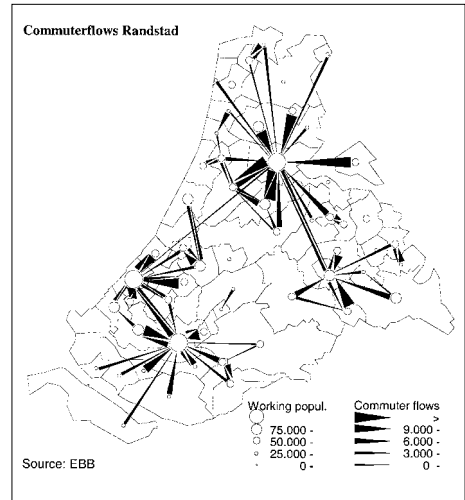 Commuterflows Randstad
Working popul.
75.000 -
50.000 -
25.000 -
0 -
Commuter flows
>
9.000 -
6.000 -
3.000 -
0 -
Source: EBB